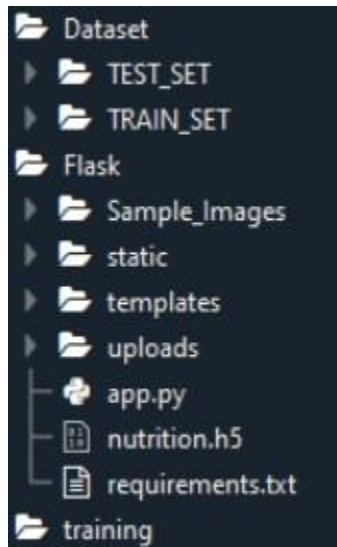 Dataset
TEST_SET
TRAIN_SET
Flask
Sample_Images
static
templates
uploads
app.py
nutrition.h5
requirements.txt
training